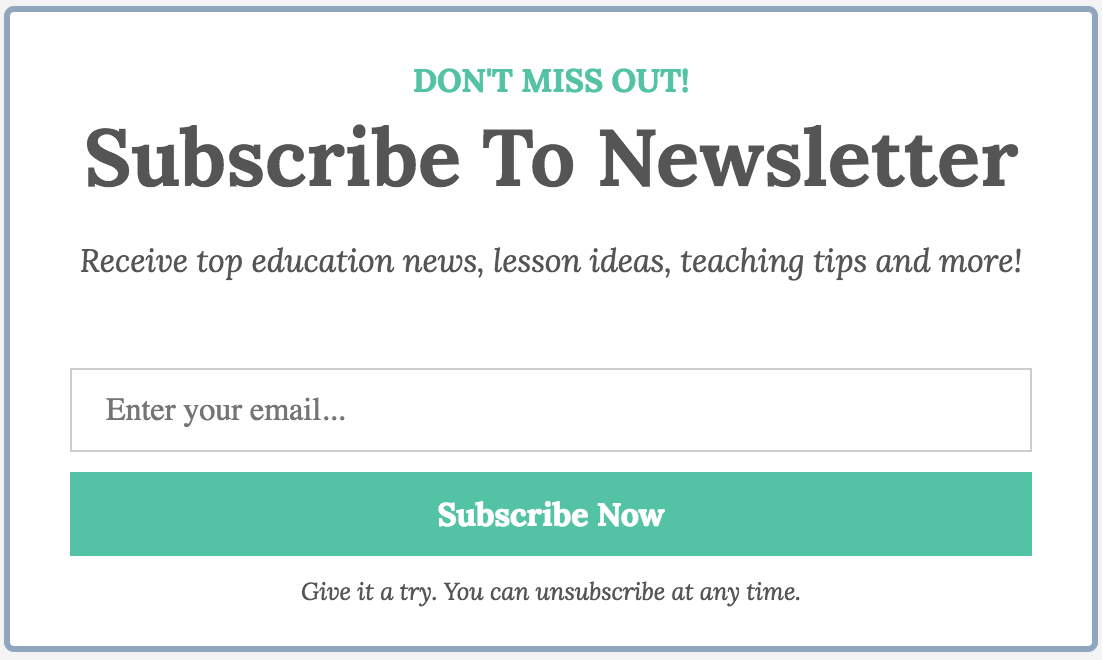 DON'T MISS OUT!
Subscribe To Newsletter
Receive top education news, lesson ideas, teaching tips and more!
Enter your email...
Subscribe Now
Give it a try. You can unsubscribe at any time.